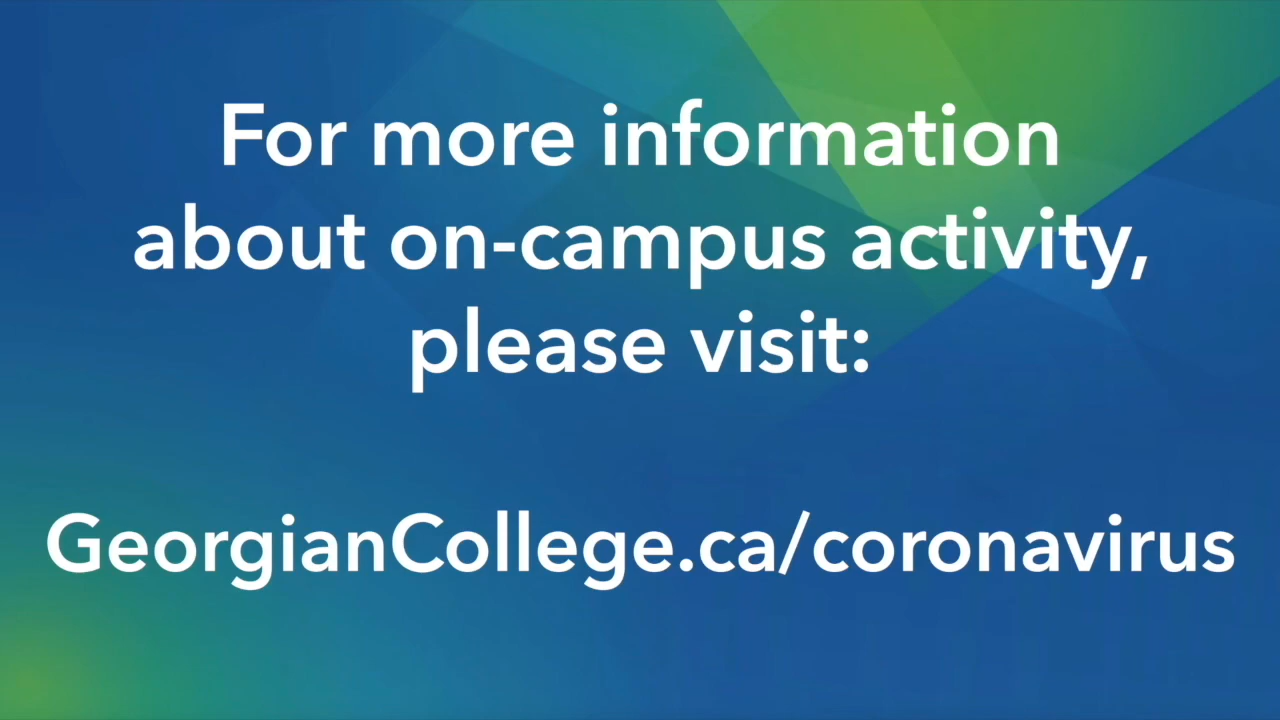 For more information
about on-campus activity,
please visit:
GeorgianCollege.ca/coronavirus